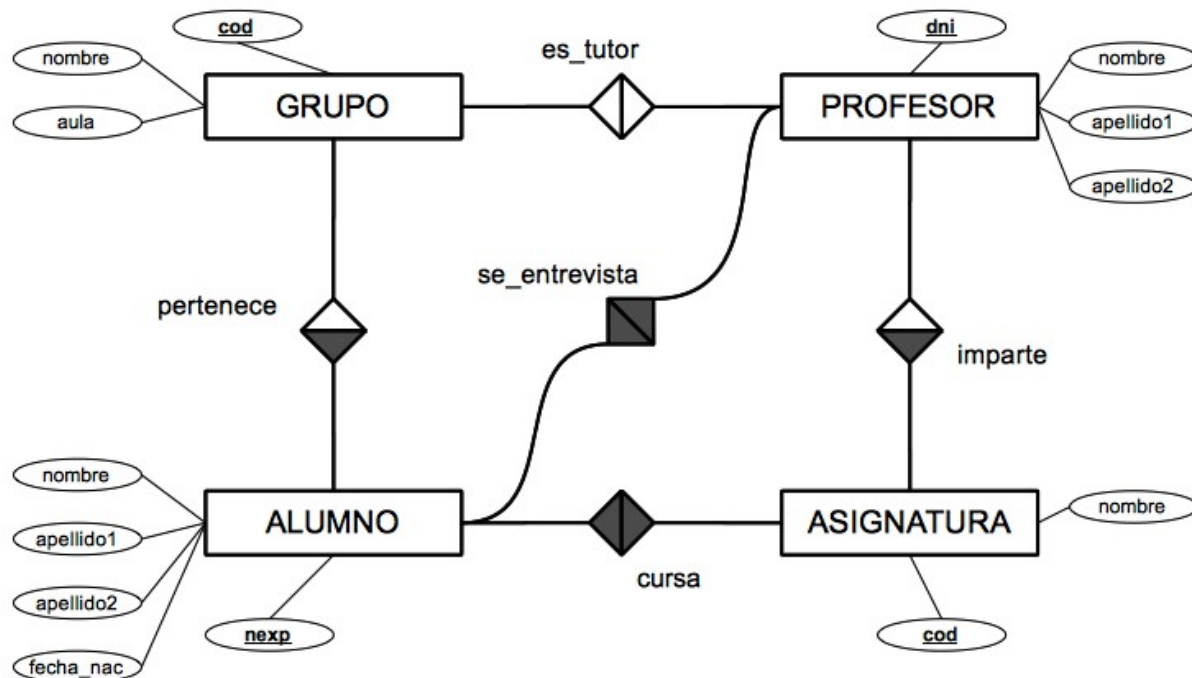 cod
dni
nombre
es_tutor
nombre
GRUPO
PROFESOR
aula
apellido1
apellido2
se_entrevista
pertenece
imparte
nombre
ALUMNO
ASIGNATURA
nombre
apellido1
cursa
apellido2
nexp
cod
fecha_nac